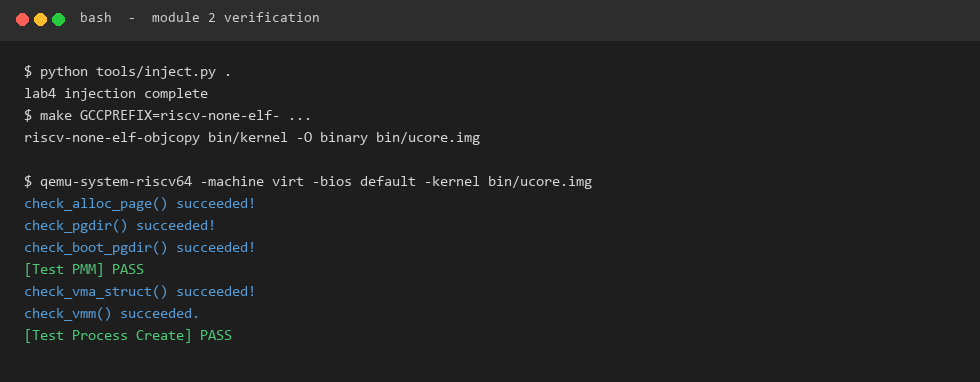 bash  -  module 2 verification
$ python tools/inject.py .
lab4 injection complete
$ make GCCPREFIX=riscv-none-elf- ...
riscv-none-elf-objcopy bin/kernel -O binary bin/ucore.img
$ qemu-system-riscv64 -machine virt -bios default -kernel bin/ucore.img
check_alloc_page() succeeded!
check_pgdir() succeeded!
check_boot_pgdir() succeeded!
[Test PMM] PASS
check_vma_struct() succeeded!
check_vmm() succeeded.
[Test Process Create] PASS